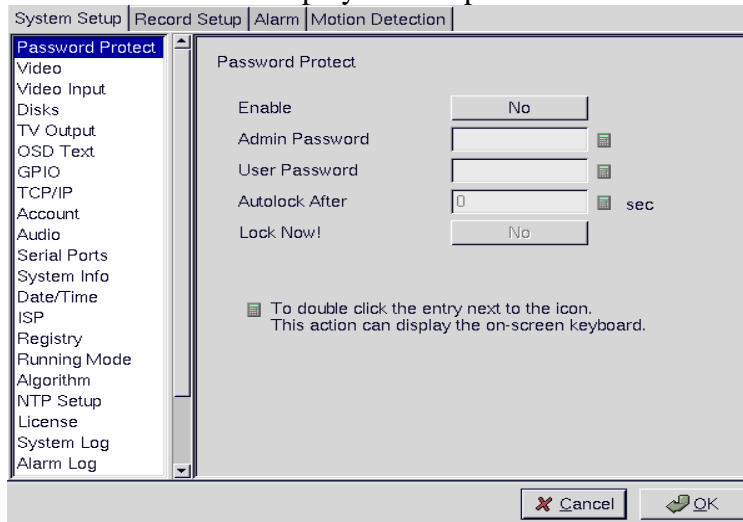 System Setup Record Setup Alarm Motion Detection
Password Protect
Video
Video Input
Disks
TV Output
OSD Text
GPIO
TCP/IP
Account
Audio
Serial Ports
System Info
Date/Time
ISP
Registry
Running Mode
Algorithm
NTP Setup
License
System Log
Alarm Log
Password Protect
Enable No
Admin Password
User Password
Autolock After 0 sec
Lock Now! No
To double click the entry next to the icon.
This action can display the on-screen keyboard.
Cancel OK